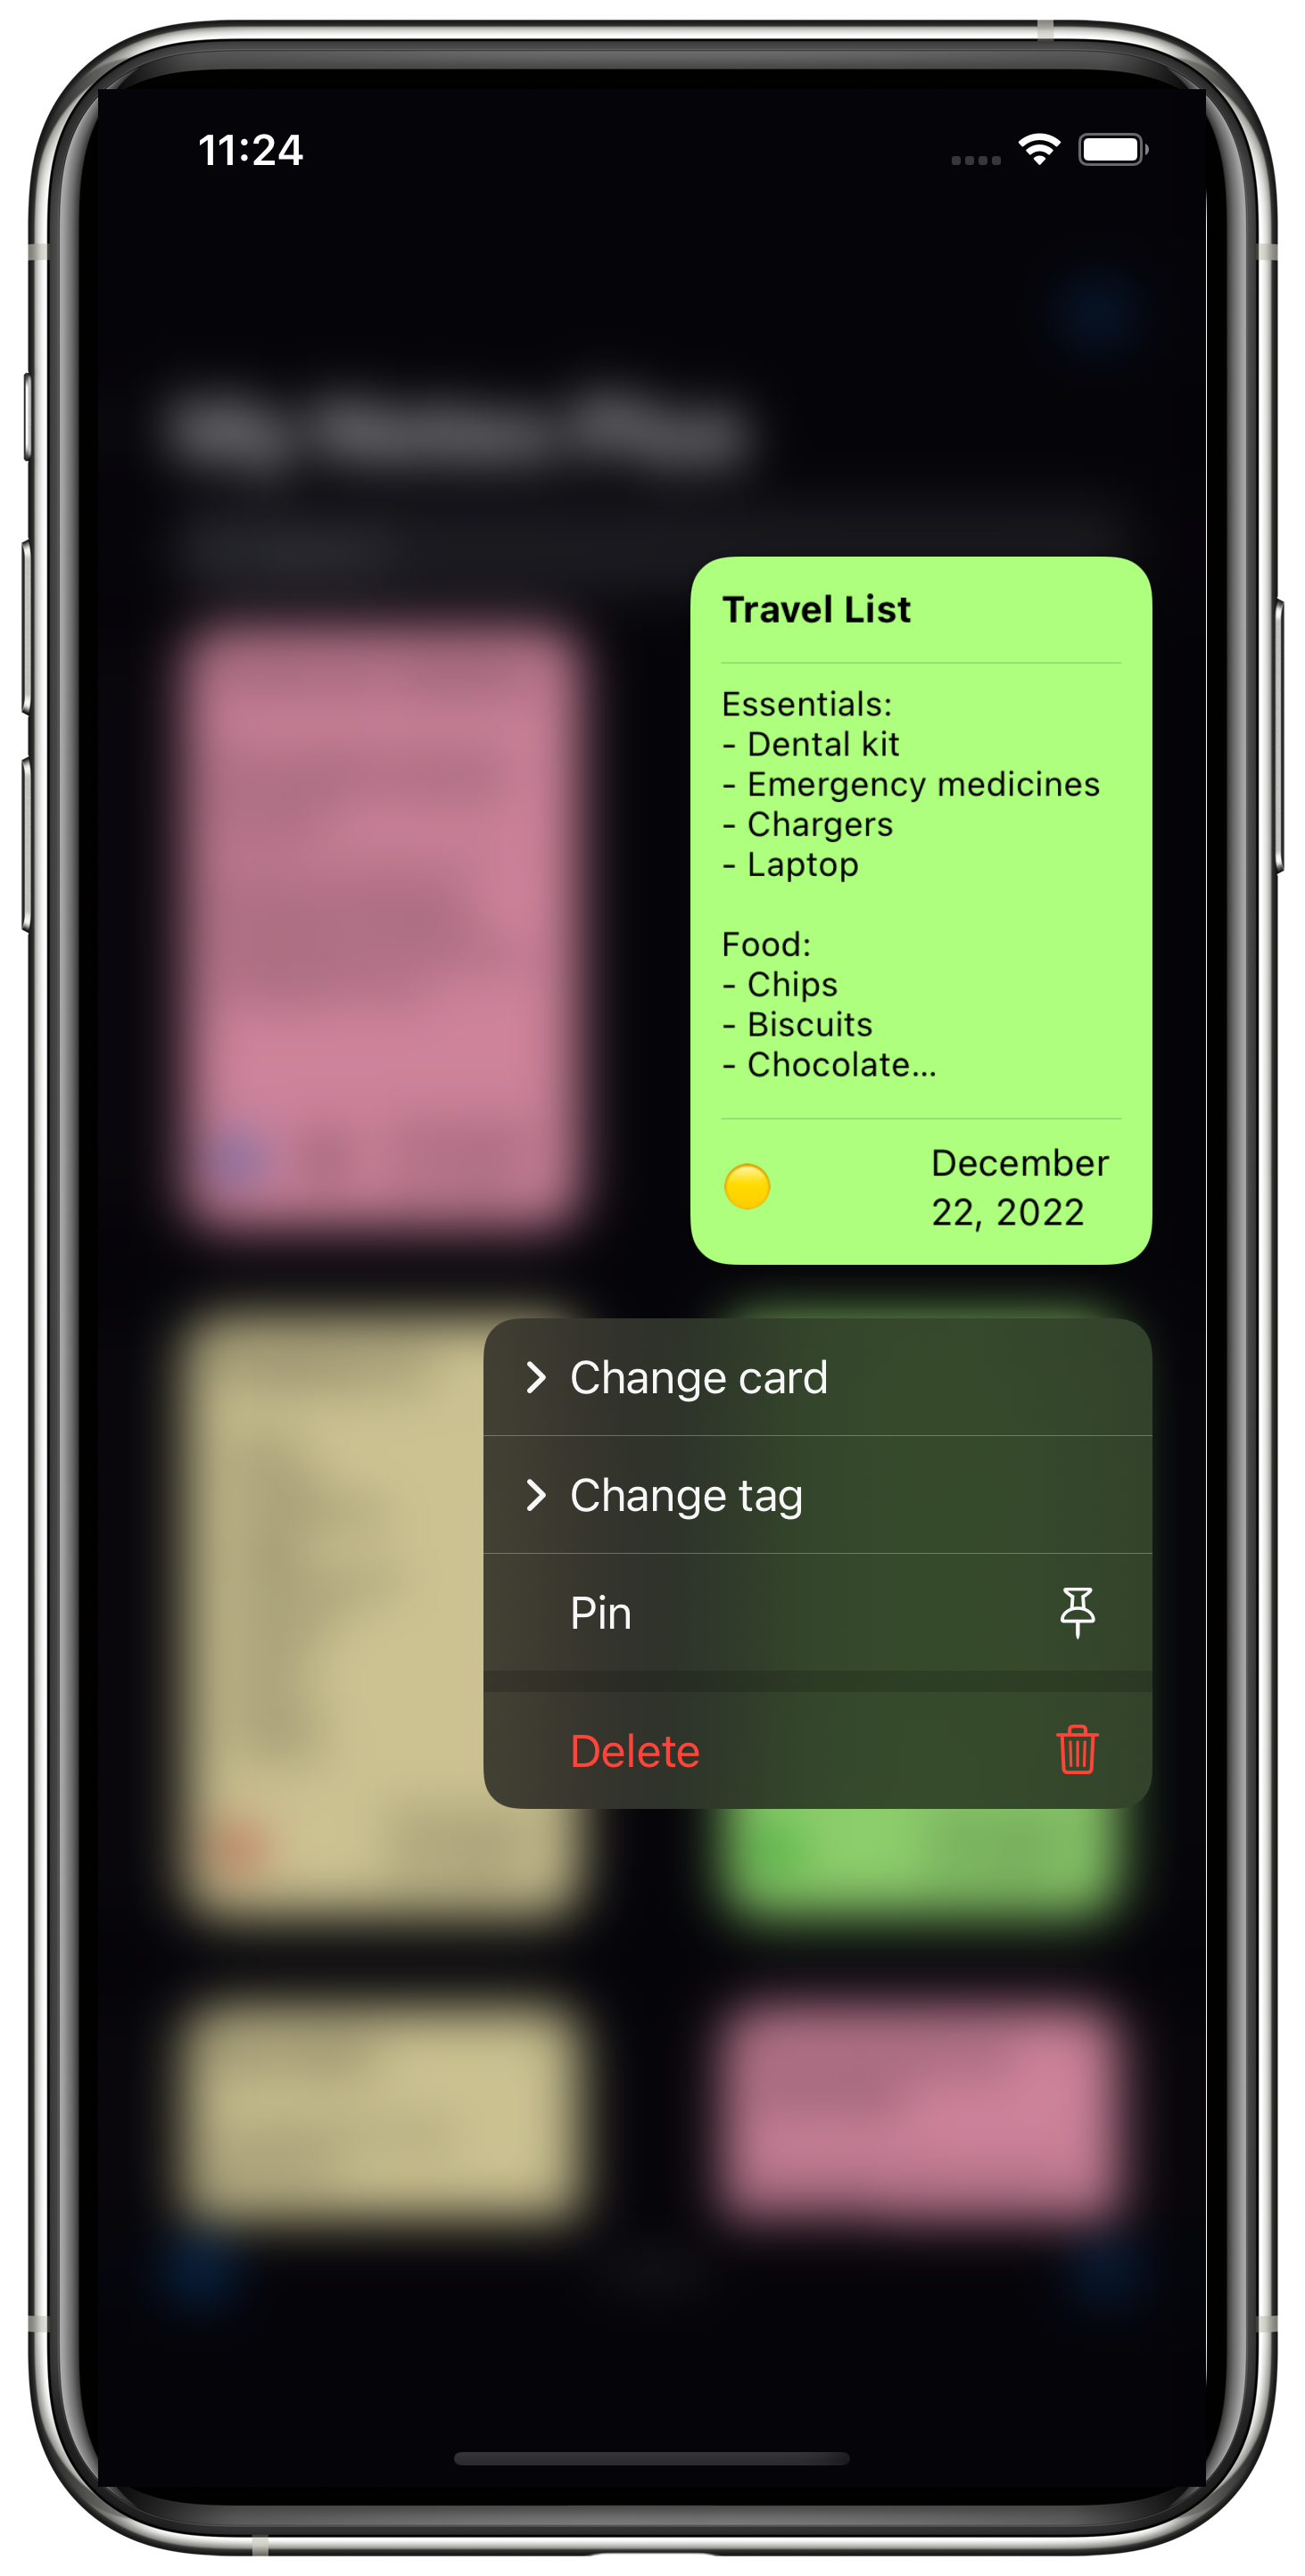 11:24
Travel List
Essentials:
- Dental kit
- Emergency medicines
- Chargers
- Laptop
Food:
- Chips
- Biscuits
- Chocolate...
December
22, 2022
Change card
Change tag
Pin
Delete